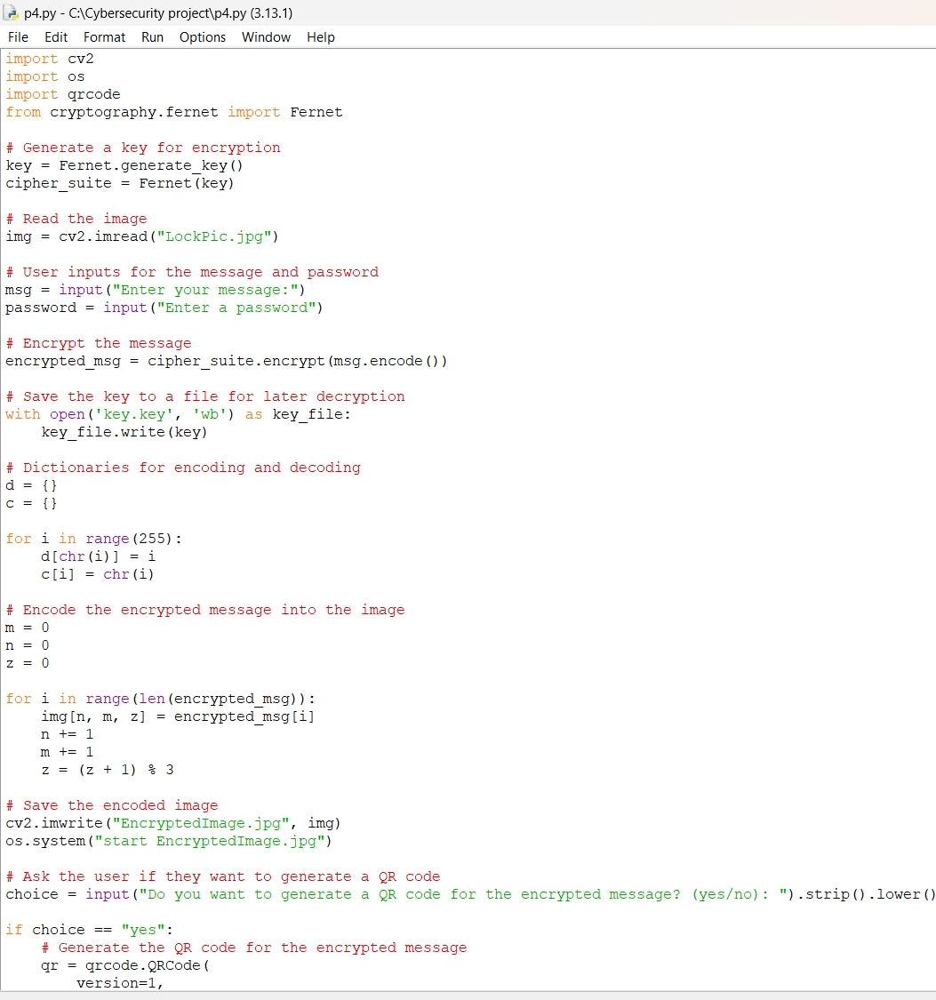 p4.py - C:\Cybersecurity project\p4.py (3.13.1)
File Edit Format Run Options Window Help
import cv2
import os
import qrcode
from cryptography.fernet import Fernet

# Generate a key for encryption
key = Fernet.generate_key()
cipher_suite = Fernet(key)

# Read the image
img = cv2.imread("LockPic.jpg")

# User inputs for the message and password
msg = input("Enter your message:")
password = input("Enter a password")

# Encrypt the message
encrypted_msg = cipher_suite.encrypt(msg.encode())

# Save the key to a file for later decryption
with open('key.key', 'wb') as key_file:
    key_file.write(key)

# Dictionaries for encoding and decoding
d = {}
c = {}

for i in range(255):
    d[chr(i)] = i
    c[i] = chr(i)

# Encode the encrypted message into the image
m = 0
n = 0
z = 0

for i in range(len(encrypted_msg)):
    img[n, m, z] = encrypted_msg[i]
    n += 1
    m += 1
    z = (z + 1) % 3

# Save the encoded image
cv2.imwrite("EncryptedImage.jpg", img)
os.system("start EncryptedImage.jpg")

# Ask the user if they want to generate a QR code
choice = input("Do you want to generate a QR code for the encrypted message? (yes/no): ").strip().lower()

if choice == "yes":
    # Generate the QR code for the encrypted message
    qr = qrcode.QRCode(
        version=1,